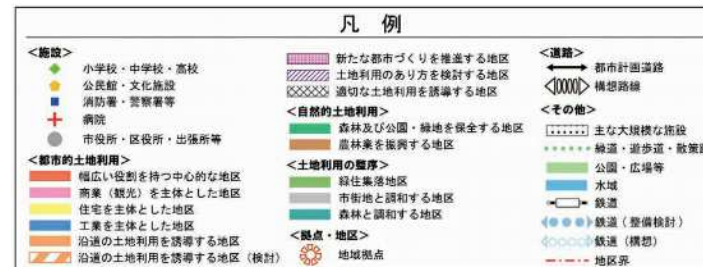 凡例
<施設>
小学校・中学校・高校
公民館・文化施設
消防署・警察署等
病院
市役所・区役所・出張所等
<都市的土地利用>
幅広い役割を持つ中心的な地区
商業（観光）を主体とした地区
住宅を主体とした地区
工業を主体とした地区
沿道の土地利用を誘導する地区
沿道の土地利用を誘導する地区（検討）
新たな都市づくりを推進する地区
土地利用のあり方を検討する地区
適切な土地利用を誘導する地区
<自然的土地利用>
森林及び公園・緑地を保全する地区
農林業を振興する地区
<土地利用の整序>
緑住集落地区
市街地と調和する地区
森林と調和する地区
<拠点・地区>
地域拠点
<道路>
都市計画道路
構想路線
<その他>
主な大規模な施設
緑道・遊歩道・散策路
公園・広場等
水域
鉄道
鉄道（整備検討）
鉄道（構想）
地区界